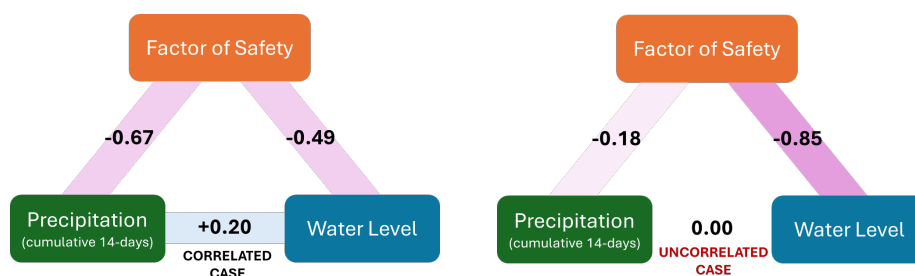 Factor of Safety
-0.67
-0.49
Precipitation
(cumulative 14-days)
+0.20
CORRELATED
CASE
Water Level
Factor of Safety
-0.18
-0.85
Precipitation
(cumulative 14-days)
0.00
UNCORRELATED
CASE
Water Level